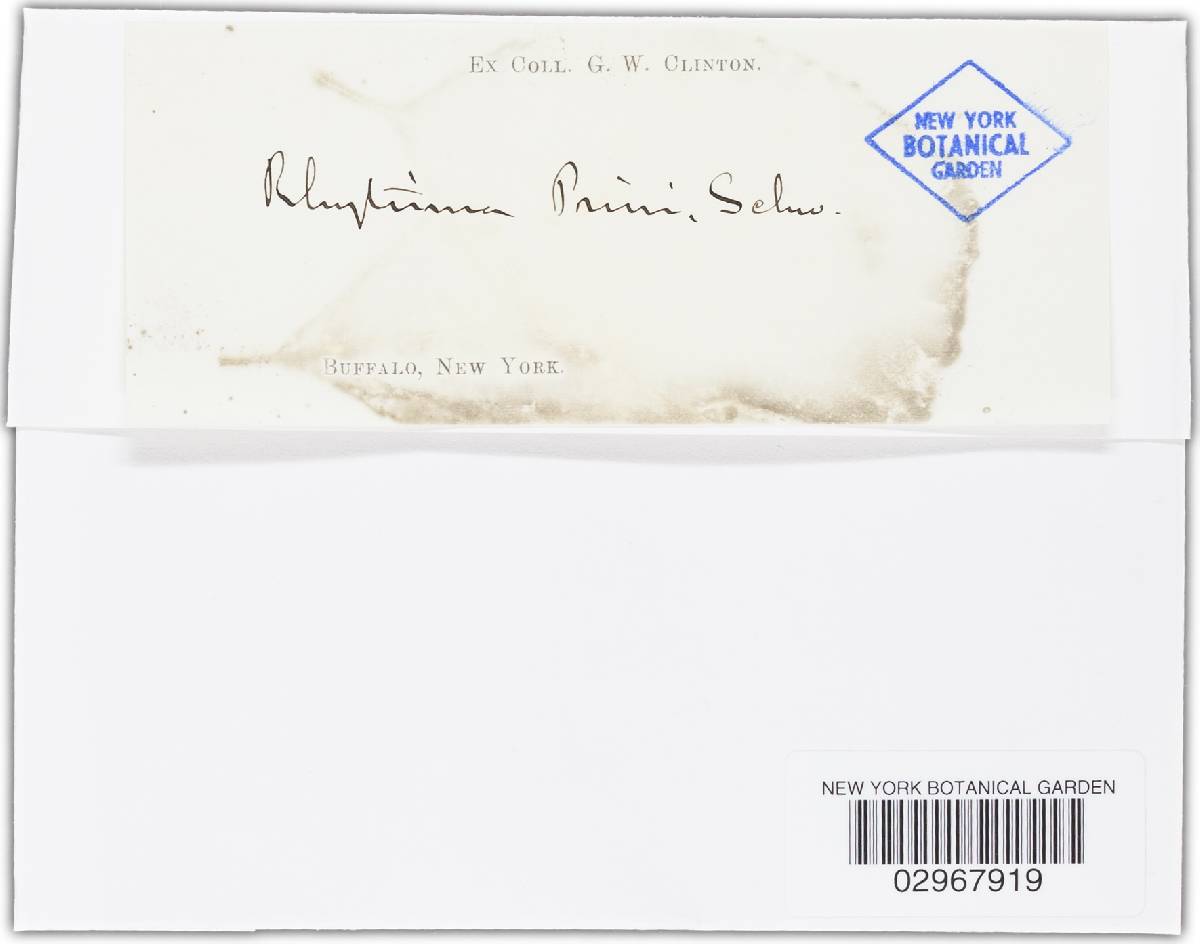 Ex Coll. G. W. Clinton.
NEW YORK
BOTANICAL
GARDEN
Rhytisma Prini, Schw.
Buffalo, New York.
NEW YORK BOTANICAL GARDEN
02967919